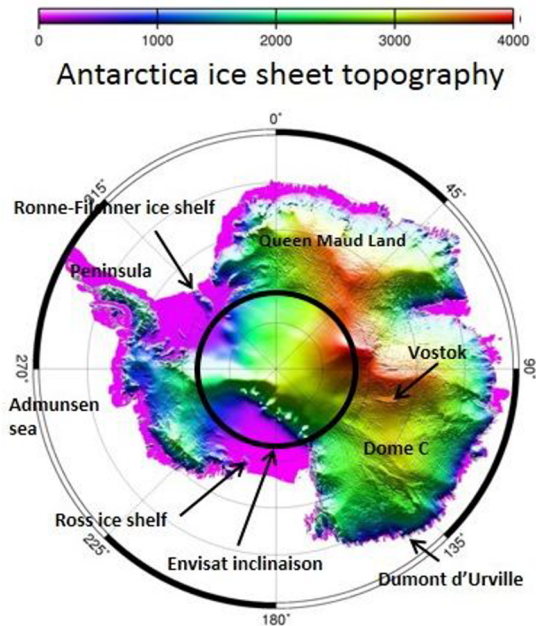 0 1000 2000 3000 4000
Antarctica ice sheet topography
0°
215°
45°
Ronne-Filchner ice shelf
Queen Maud Land
Peninsula
Vostok
270°
90°
Admunsen
sea
Dome C
Ross ice shelf
225°
135°
Envisat inclinaison
Dumont d'Urville
180°